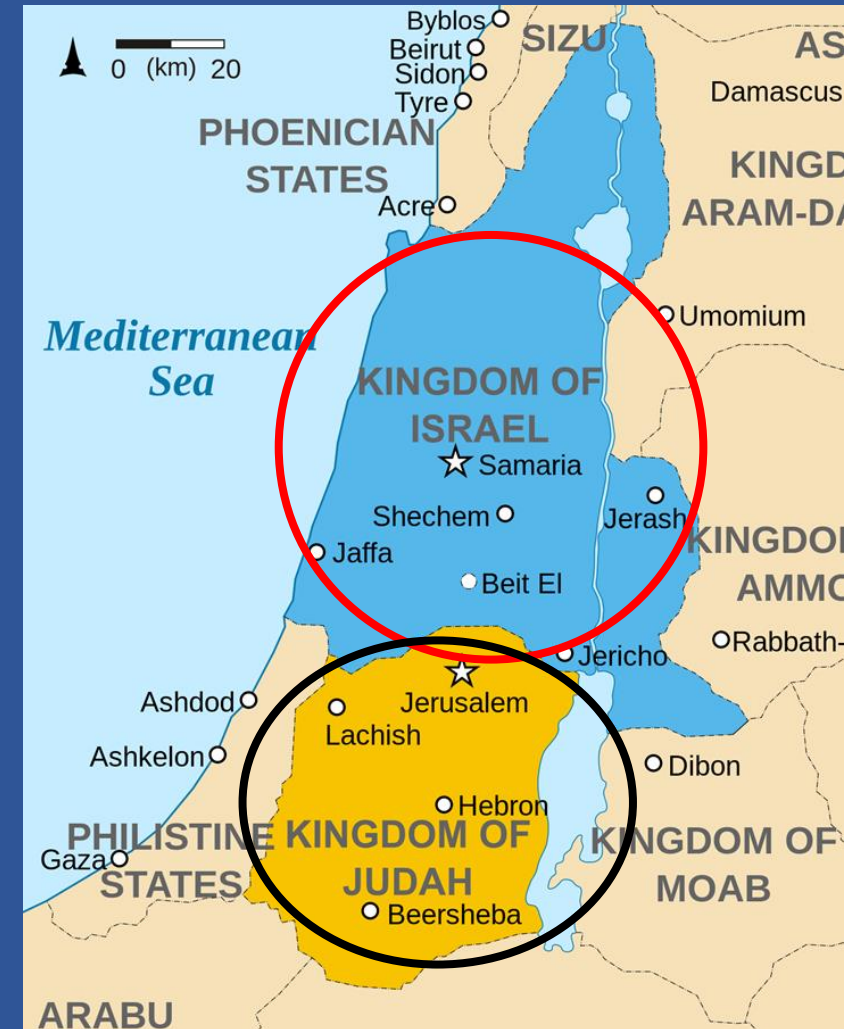 Byblos
SIZU
AS
Beirut
0 (km) 20
Sidon
Damascus
Tyre
PHOENICIAN
STATES
KINGD
Acre
ARAM-DA
Umomium
Mediterranean
Sea
KINGDOM OF
ISRAEL
Samaria
Shechem
Jerash
Jaffa
KINGDO
AMMO
Beit El
Rabbath-
Jericho
Ashdod
Jerusalem
Lachish
Ashkelon
Dibon
Hebron
PHILISTINE
STATES
KINGDOM OF
JUDAH
KINGDOM OF
MOAB
Gaza
Beersheba
ARABU